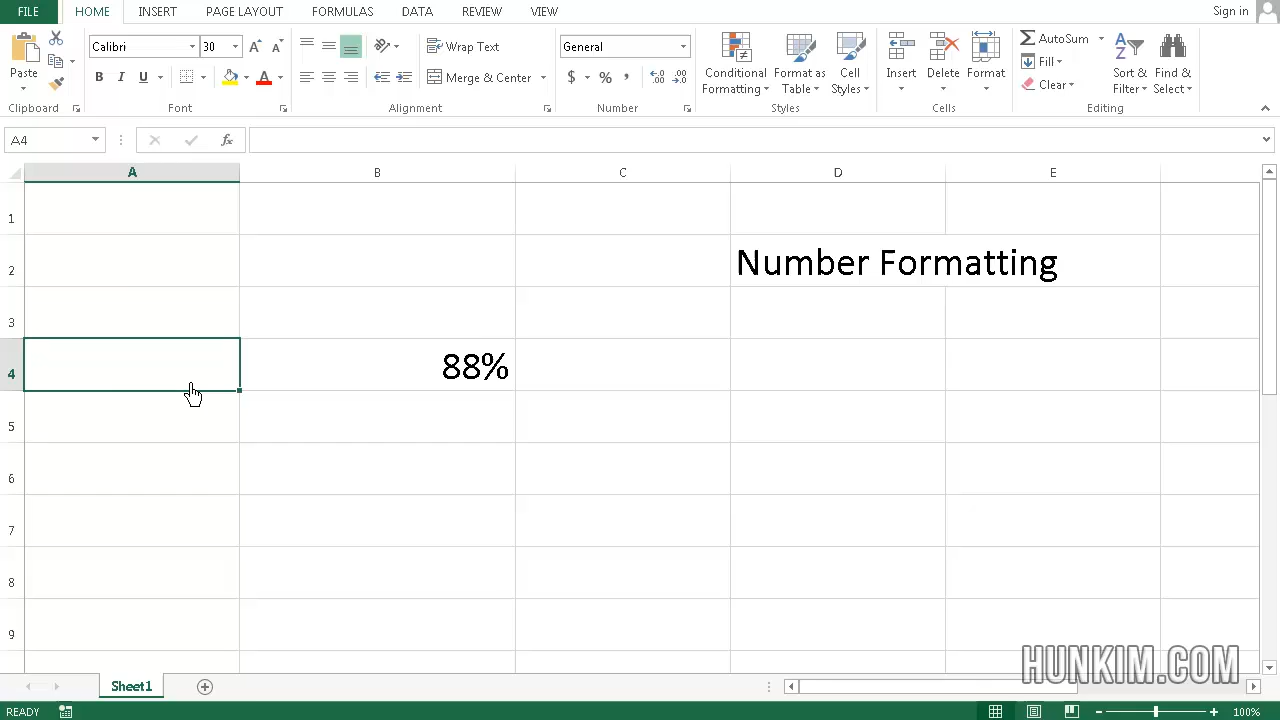 FILE HOME INSERT PAGE LAYOUT FORMULAS DATA REVIEW VIEW Sign in
Paste
Clipboard
Calibri 30
B I U A
Font
Wrap Text
Merge & Center
Alignment
General
$ % ,
Number
Conditional Formatting
Format as Table
Cell Styles
Styles
Insert Delete Format
Cells
AutoSum
Fill
Clear
Sort & Filter
Find & Select
Editing
A4 fx
A B C D E
1
2 Number Formatting
3
4 88%
5
6
7
8
9
HUNKIM.COM
Sheet1
READY 100%